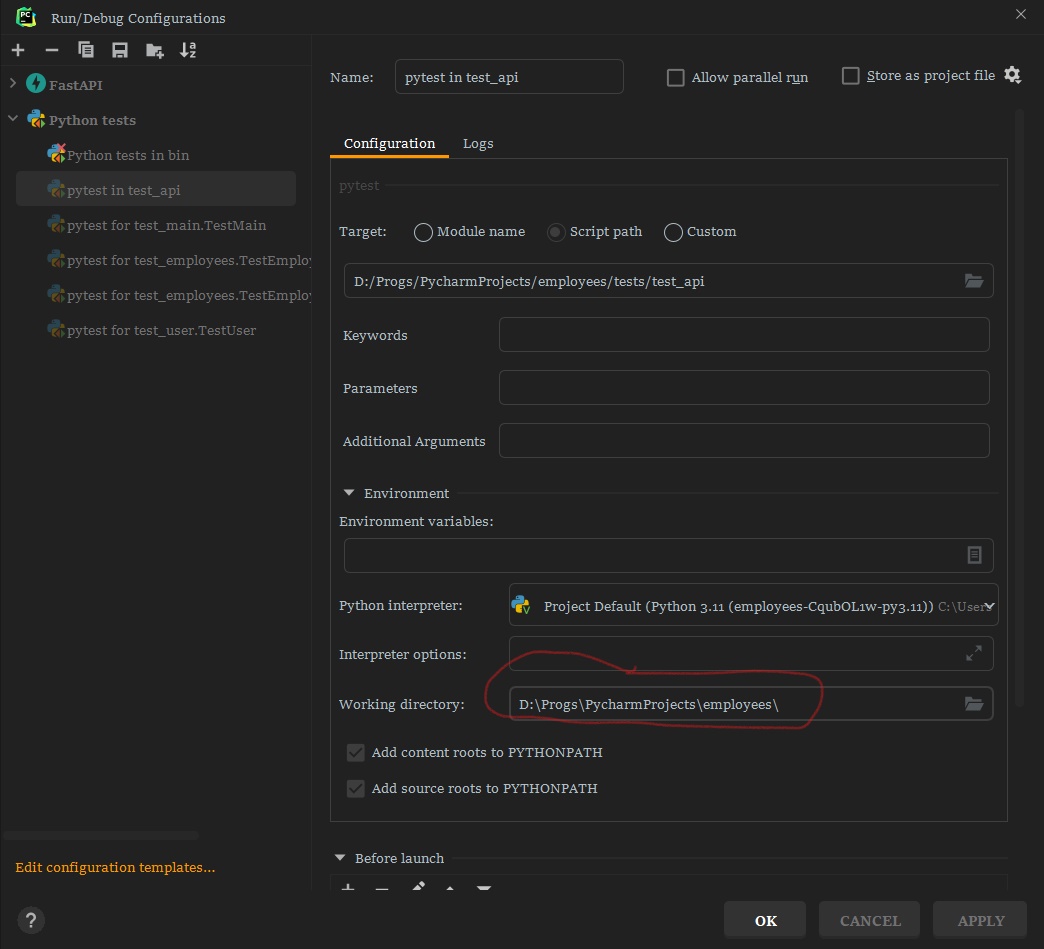 Run/Debug Configurations
FastAPI
Python tests
Python tests in bin
pytest in test_api
pytest for test_main.TestMain
pytest for test_employees.TestEmplo
pytest for test_employees.TestEmplo
pytest for test_user.TestUser
Edit configuration templates...
Name: pytest in test_api Allow parallel run Store as project file
Configuration Logs
pytest
Target: Module name Script path Custom
D:/Progs/PycharmProjects/employees/tests/test_api
Keywords
Parameters
Additional Arguments
Environment
Environment variables:
Python interpreter: Project Default (Python 3.11 (employees-CqubOL1w-py3.11)) C:\Users
Interpreter options:
Working directory: D:\Progs\PycharmProjects\employees\
Add content roots to PYTHONPATH
Add source roots to PYTHONPATH
Before launch
? OK CANCEL APPLY